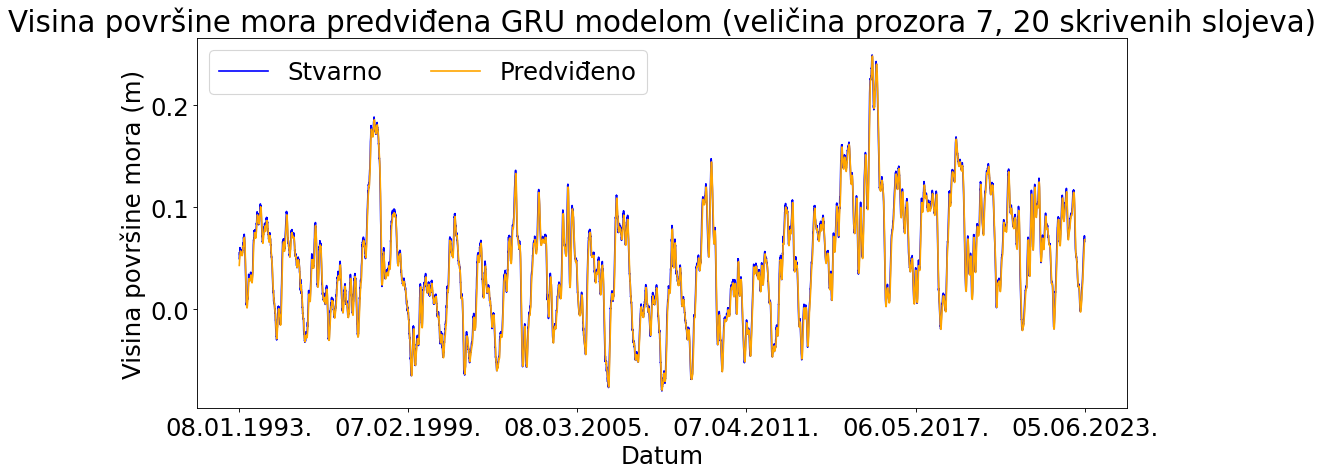 Visina površine mora predviđena GRU modelom (veličina prozora 7, 20 skrivenih slojeva)
Stvarno
Predviđeno
Visina površine mora (m)
0.2
0.1
0.0
08.01.1993. 07.02.1999. 08.03.2005. 07.04.2011. 06.05.2017. 05.06.2023.
Datum